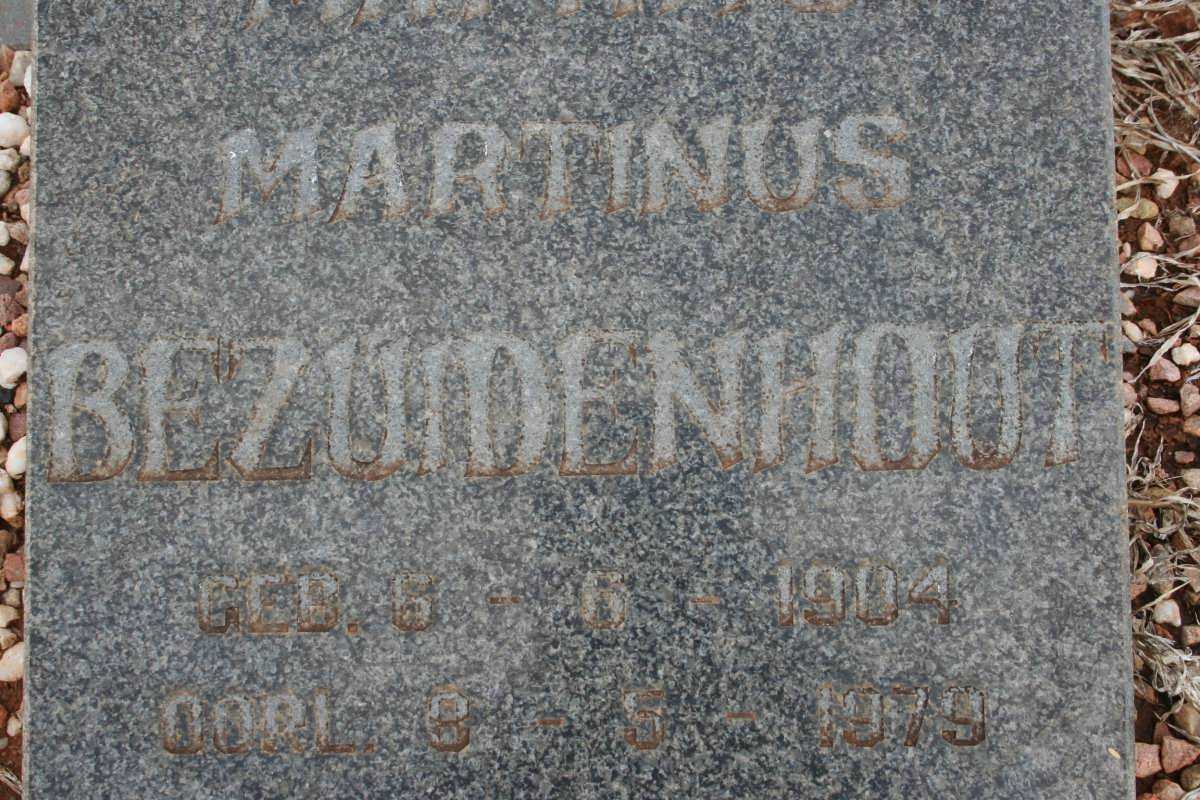 MARTINUS
BEZUIDENHOUT
GEB. 6 - 6 - 1904
OORL. 8 - 5 - 1979